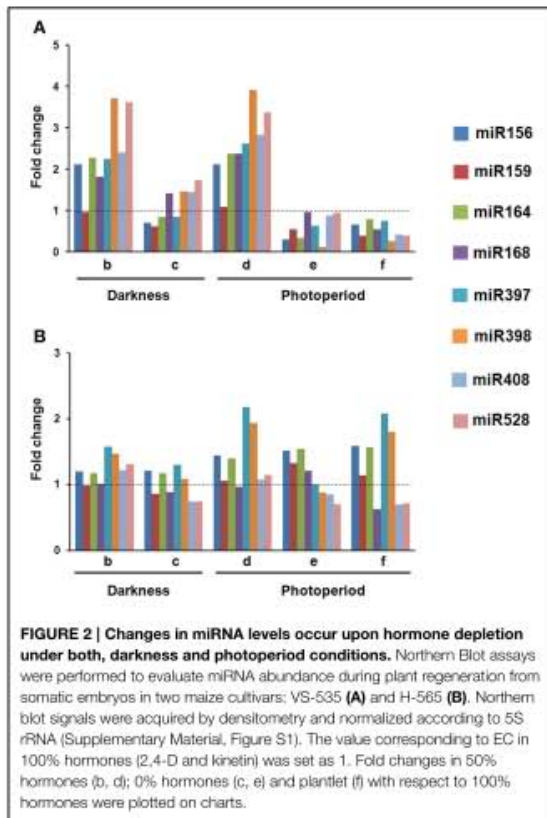 A
Fold change
5
4
3
2
1
0
b c d e f
Darkness Photoperiod
miR156
miR159
miR164
miR168
miR397
miR398
miR408
miR528
B
Fold change
3
2
1
0
b c d e f
Darkness Photoperiod
FIGURE 2 | Changes in miRNA levels occur upon hormone depletion
under both, darkness and photoperiod conditions. Northern Blot assays
were performed to evaluate miRNA abundance during plant regeneration from
somatic embryos in two maize cultivars: VS-535 (A) and H-565 (B). Northern
blot signals were acquired by densitometry and normalized according to 5S
rRNA (Supplementary Material, Figure S1). The value corresponding to EC in
100% hormones (2,4-D and kinetin) was set as 1. Fold changes in 50%
hormones (b, d); 0% hormones (c, e) and plantlet (f) with respect to 100%
hormones were plotted on charts.